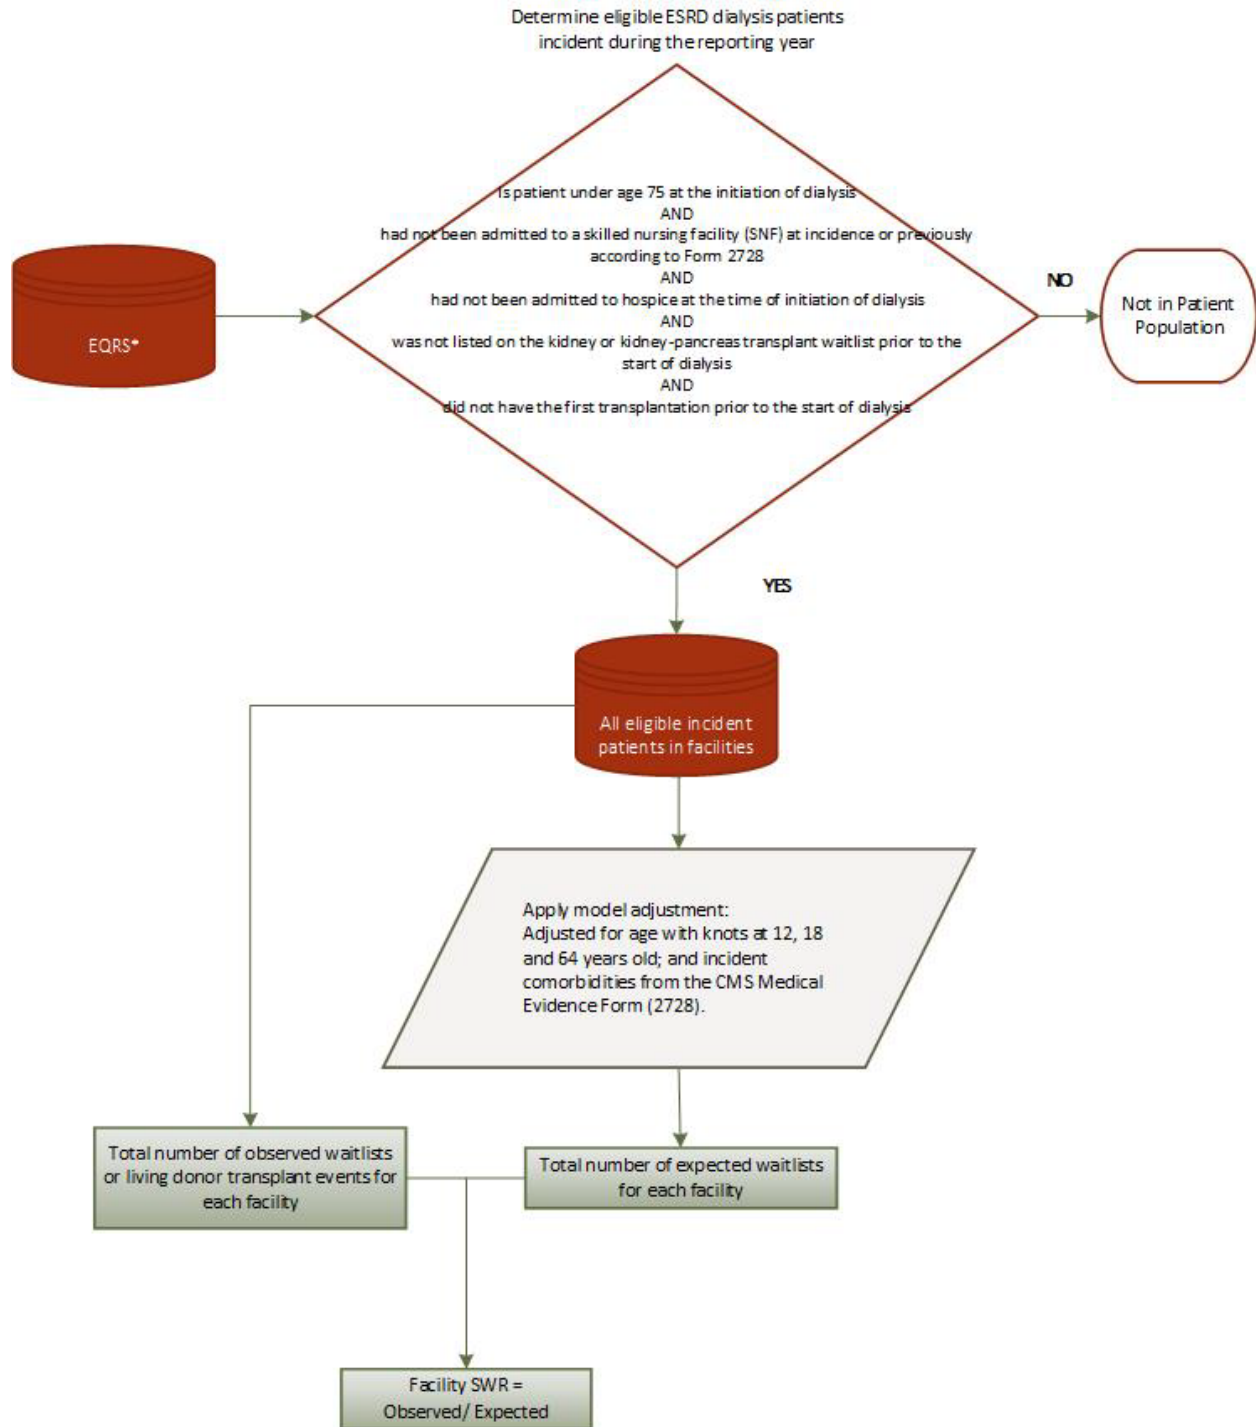 Determine eligible ESRD dialysis patients
incident during the reporting year
Is patient under age 75 at the initiation of dialysis
AND
had not been admitted to a skilled nursing facility (SNF) at incidence or previously
according to Form 2728
AND
had not been admitted to hospice at the time of initiation of dialysis
AND
was not listed on the kidney or kidney-pancreas transplant waitlist prior to the
start of dialysis
AND
did not have the first transplantation prior to the start of dialysis
EQRS*
NO
Not in Patient
Population
YES
All eligible incident
patients in facilities
Apply model adjustment:
Adjusted for age with knots at 12, 18
and 64 years old; and incident
comorbidities from the CMS Medical
Evidence Form (2728).
Total number of observed waitlists
or living donor transplant events for
each facility
Total number of expected waitlists
for each facility
Facility SWR =
Observed/ Expected